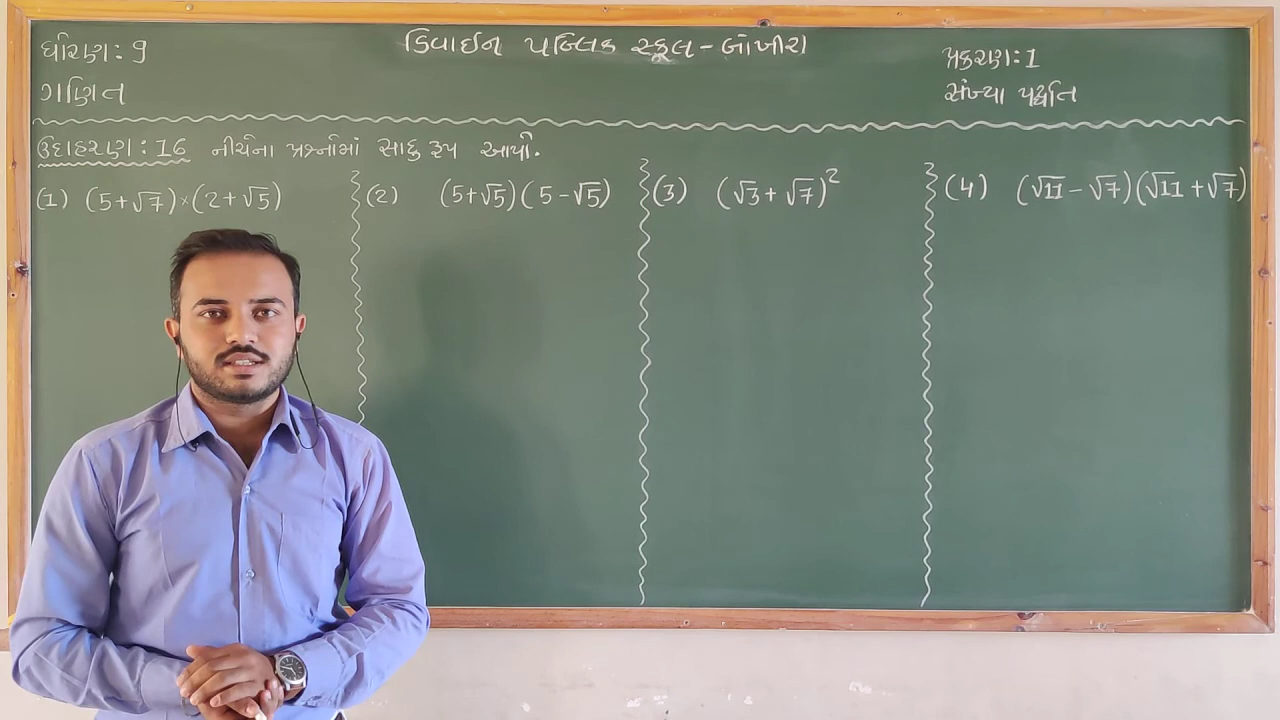 ધોરણ : 9
ગણિત
ડિવાઈન પબ્લિક સ્કૂલ - લાંખીરા
પ્રકરણ : 1
સંખ્યા પદ્ધતિ
ઉદાહરણ : 16 નીચેના પ્રશ્નોમાં સાદુ રૂપ આપો.
(1) (5+√7)×(2+√5)
(2) (5+√5)(5-√5)
(3) (√3+√7)²
(4) (√11-√7)(√11+√7)